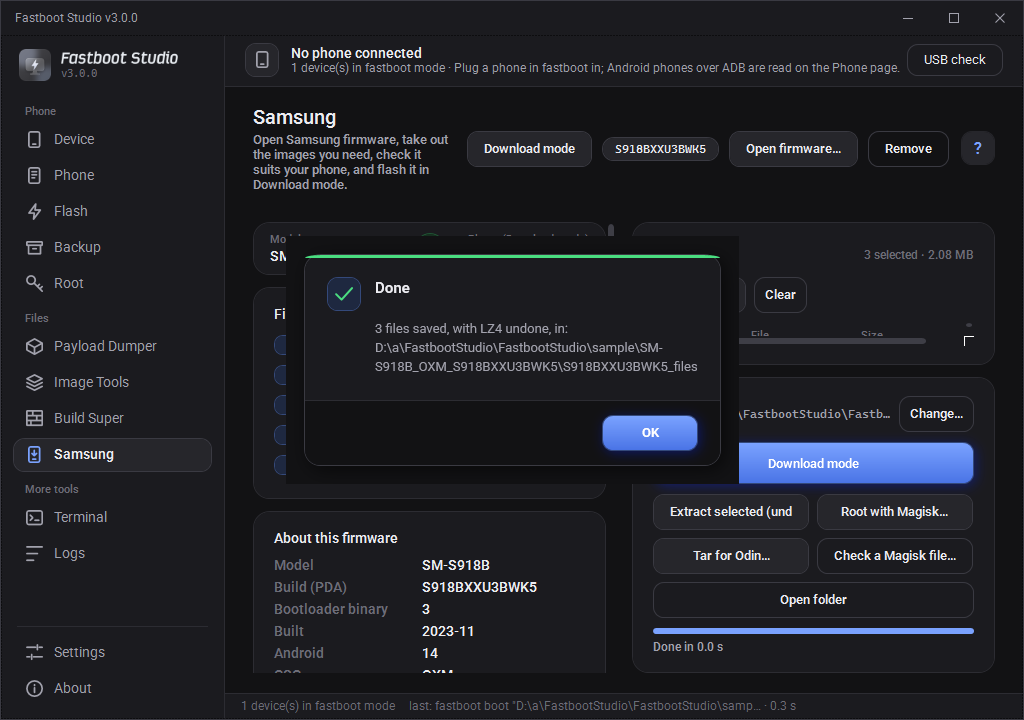 Fastboot Studio v3.0.0
Fastboot Studio
v3.0.0
Phone
Device
Phone
Flash
Backup
Root
Files
Payload Dumper
Image Tools
Build Super
Samsung
More tools
Terminal
Logs
Settings
About
No phone connected
1 device(s) in fastboot mode · Plug a phone in fastboot in; Android phones over ADB are read on the Phone page.
USB check
Samsung
Open Samsung firmware, take out
the images you need, check it
suits your phone, and flash it in
Download mode.
Download mode
S918BXXU3BWK5
Open firmware...
Remove
?
3 selected · 2.08 MB
Clear
File
Size
Done
3 files saved, with LZ4 undone, in:
D:\a\FastbootStudio\FastbootStudio\sample\SM-
S918B_OXM_S918BXXU3BWK5\S918BXXU3BWK5_files
OK
\FastbootStudio\Fastb…
Change...
Download mode
Extract selected (und
Root with Magisk...
Tar for Odin...
Check a Magisk file...
Open folder
Done in 0.0 s
About this firmware
Model SM-S918B
Build (PDA) S918BXXU3BWK5
Bootloader binary 3
Built 2023-11
Android 14
1 device(s) in fastboot mode last: fastboot boot "D:\a\FastbootStudio\FastbootStudio\samp… · 0.3 s